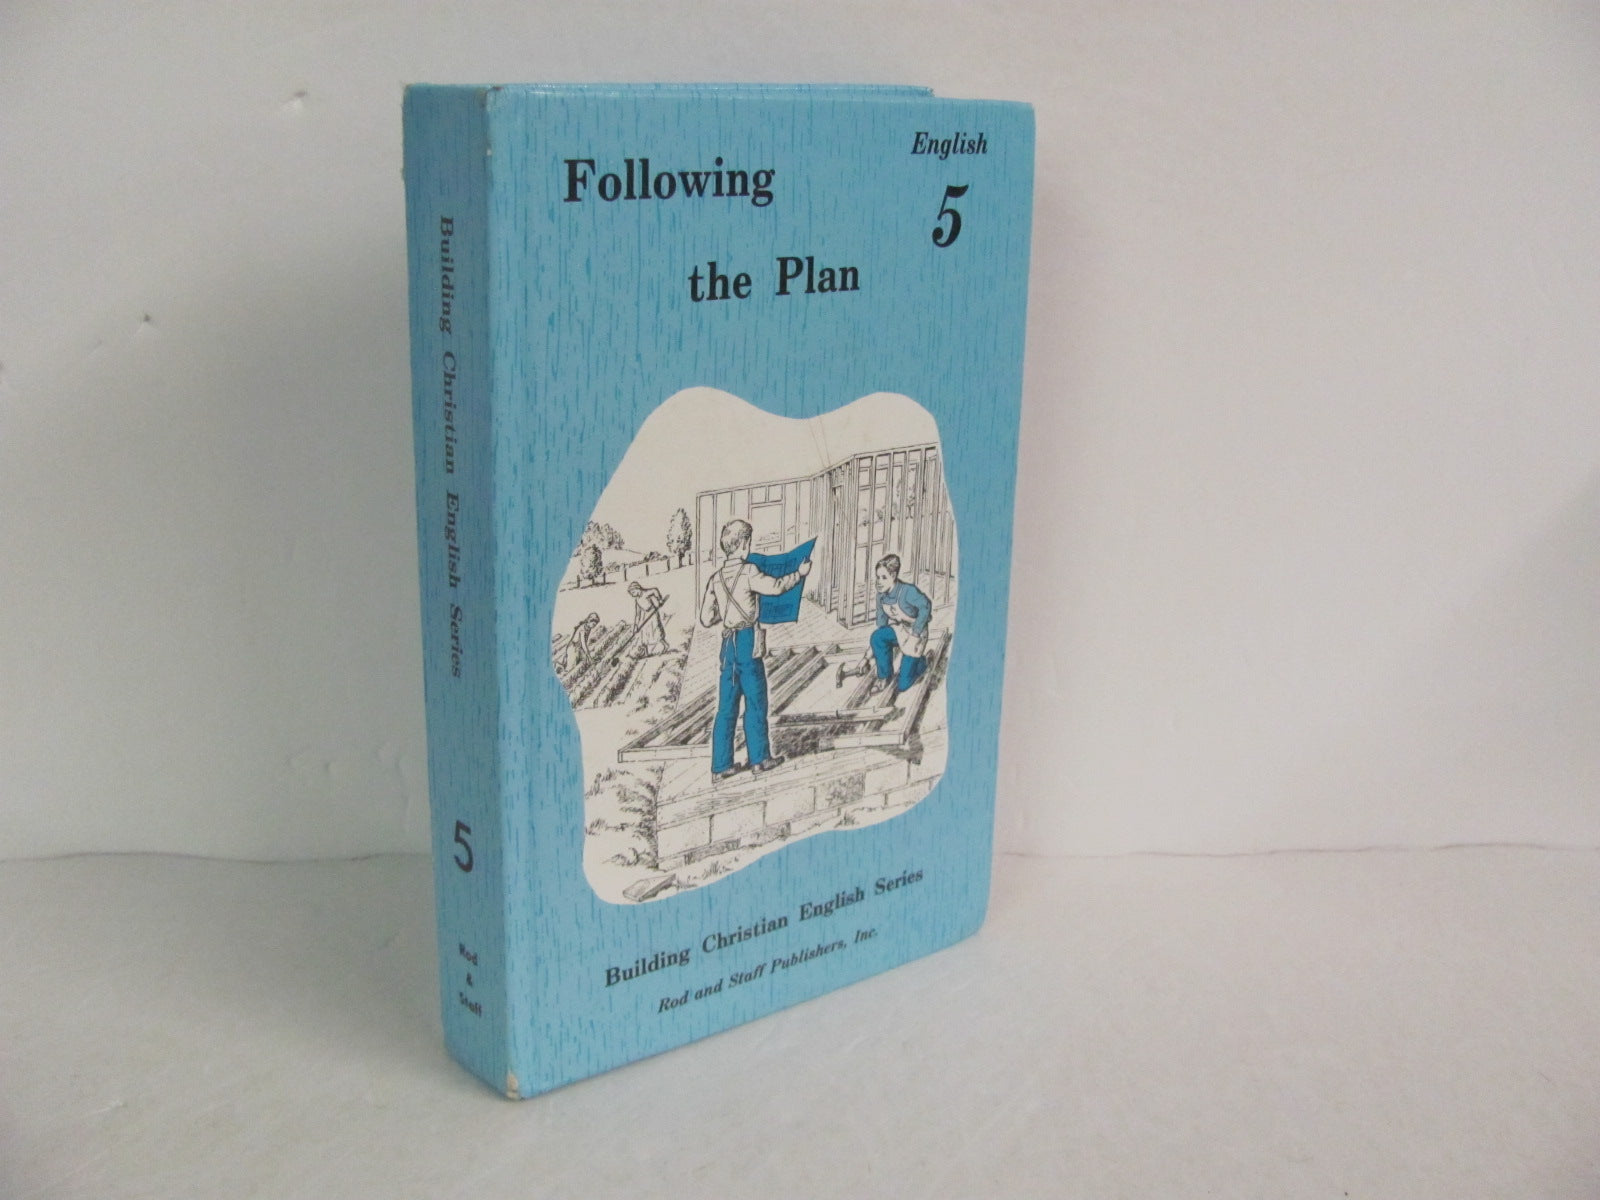 Building Christian English Series
5
Rod
&
Staff
English
5
Following
the Plan
Building Christian English Series
Rod and Staff Publishers, Inc.